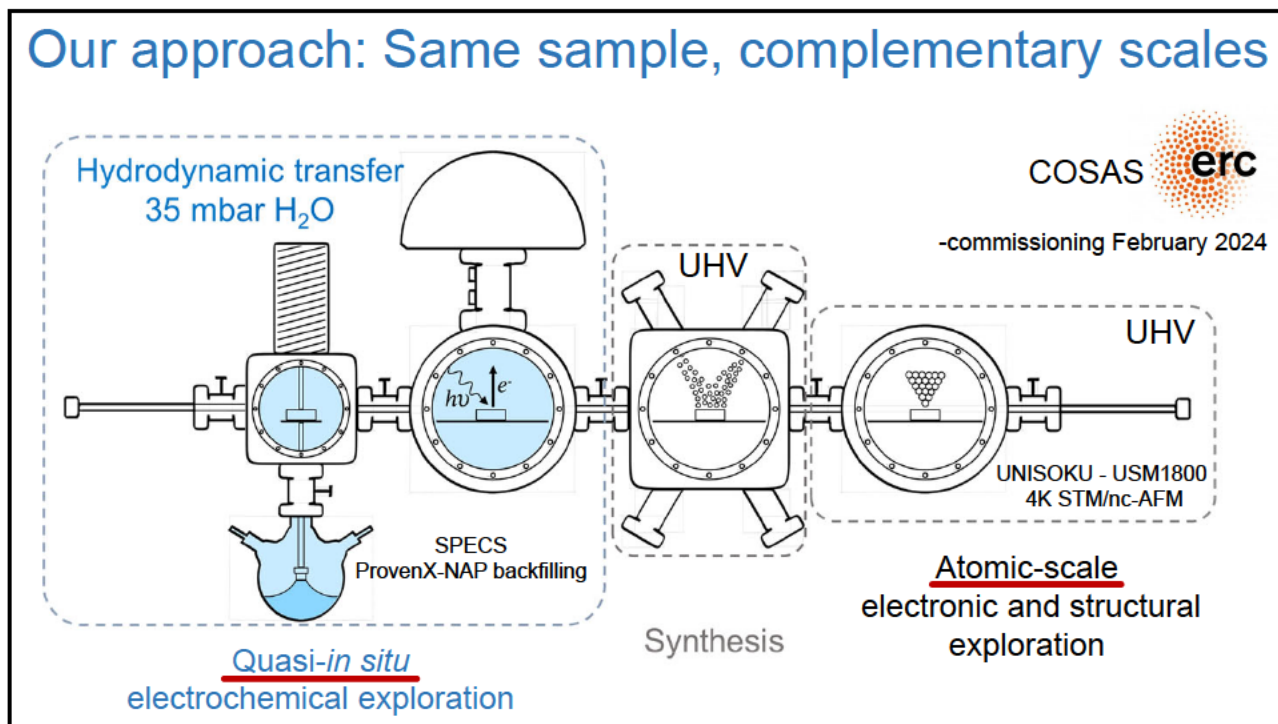 Our approach: Same sample, complementary scales
Hydrodynamic transfer
35 mbar H₂O
COSAS erc
-commissioning February 2024
UHV
UHV
hν e-
UNISOKU - USM1800
4K STM/nc-AFM
SPECS
ProvenX-NAP backfilling
Atomic-scale
electronic and structural
exploration
Synthesis
Quasi-in situ
electrochemical exploration